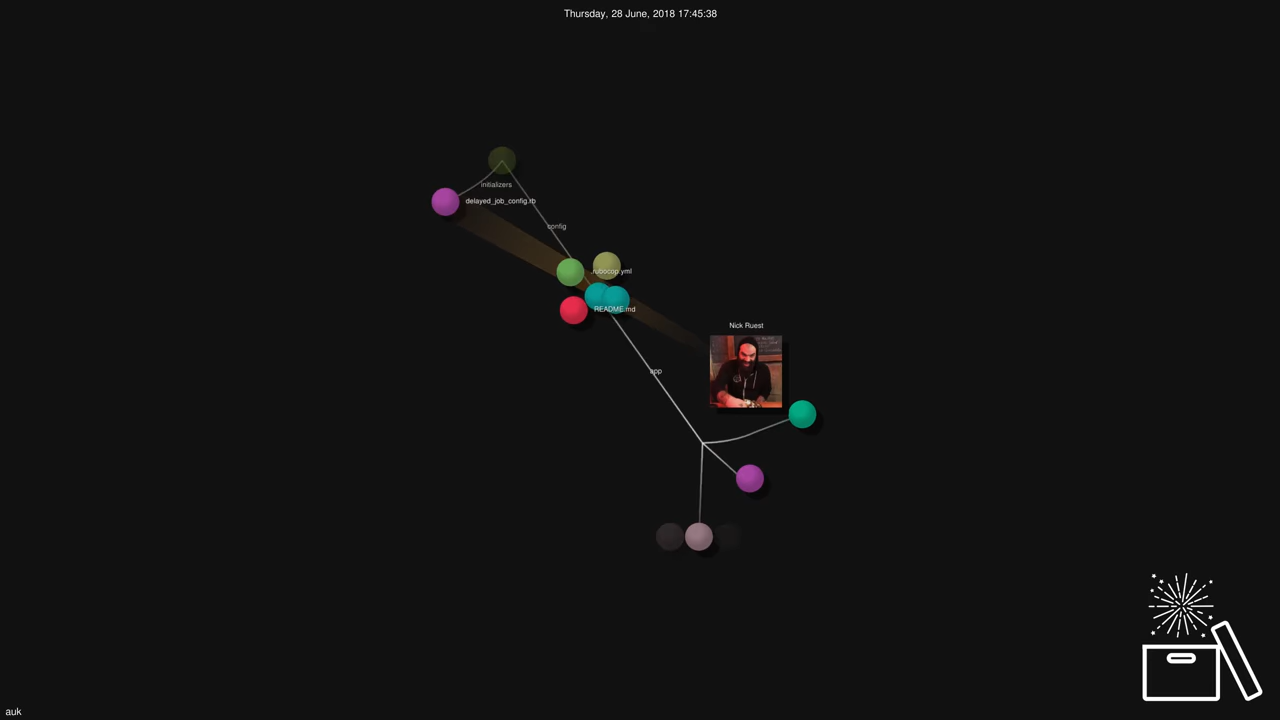 Thursday, 28 June, 2018 17:45:38
initializers
delayed_job_config.rb
config
.rubocop.yml
README.md
Nick Ruest
app
auk